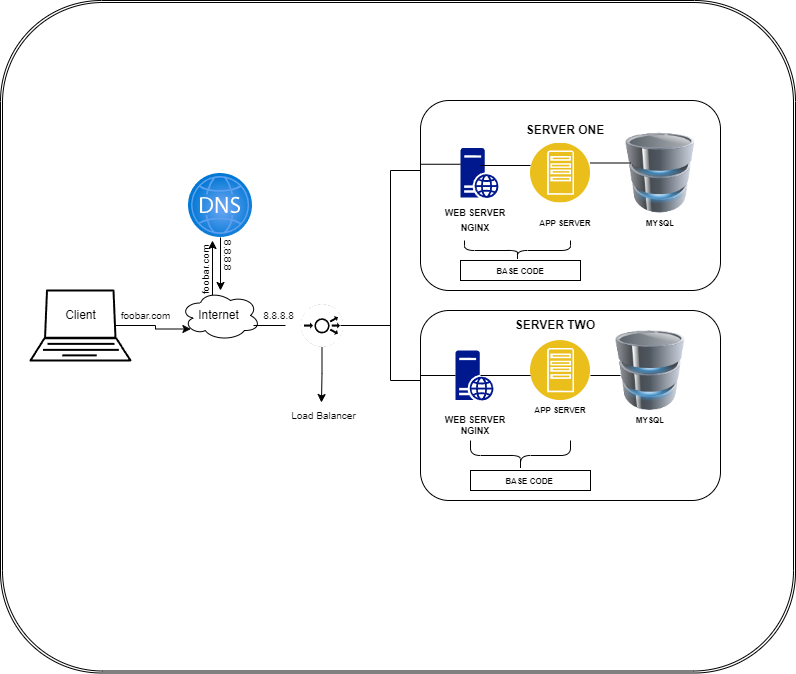 SERVER ONE
WEB SERVER
NGINX
APP SERVER
MYSQL
BASE CODE
DNS
foobar.com
8.8.8.8
Client
foobar.com
Internet
8.8.8.8
Load Balancer
SERVER TWO
WEB SERVER
NGINX
APP SERVER
MYSQL
BASE CODE